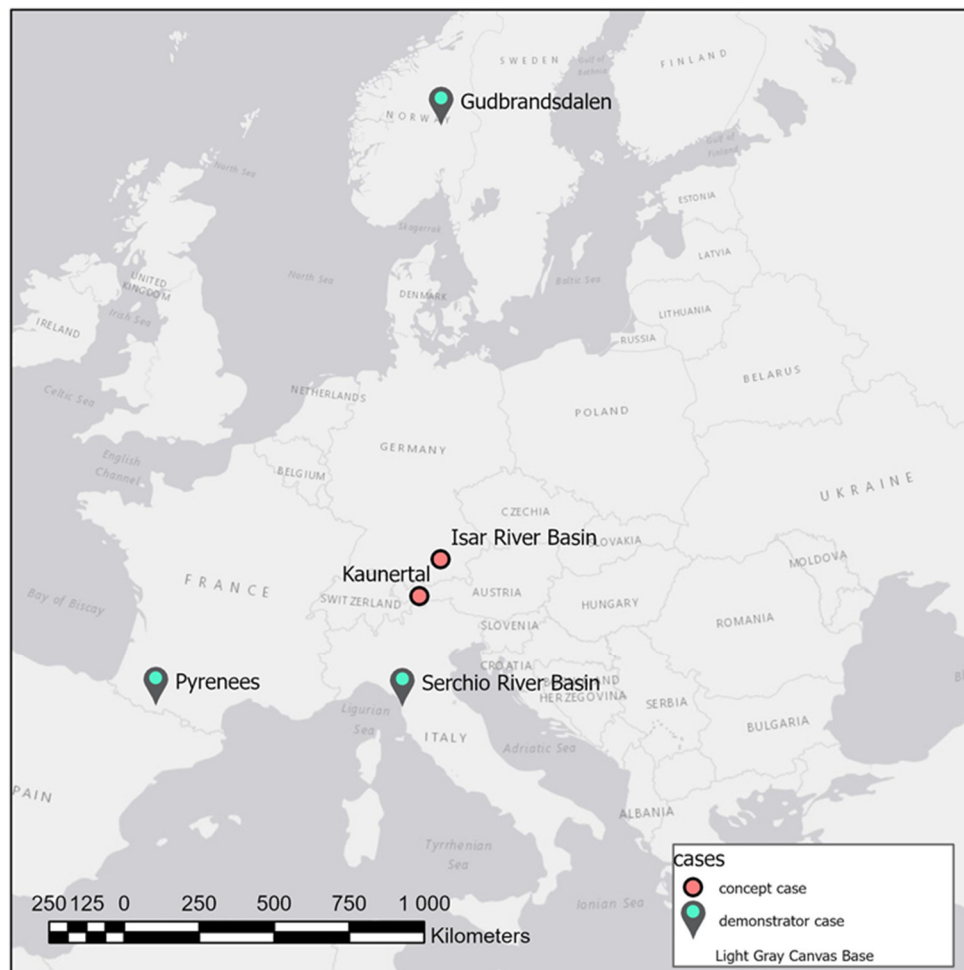 SWEDEN
FINLAND
Gulf of
Bothnia
Gudbrandsdalen
NORWAY
Gulf of
Finland
North Sea
ESTONIA
Skagerrak
LATVIA
North Sea
Baltic Sea
UNITED
KINGDOM
DENMARK
LITHUANIA
Irish Sea
IRELAND
RUSSIA
BELARUS
Celtic Sea
NETHERLANDS
POLAND
GERMANY
English
Channel
BELGIUM
UKRAINE
CZECHIA
Isar River Basin
SLOVAKIA
MOLDOVA
Kaunertal
FRANCE
SWITZERLAND
AUSTRIA
Bay of Biscay
HUNGARY
ROMANIA
SLOVENIA
CROATIA
Pyrenees
Serchio River Basin
HERZEGOVINA
SERBIA
Ligurian
Sea
BULGARIA
ITALY
Adriatic Sea
PAIN
ALBANIA
Tyrrhenian
Sea
Ionian Sea
cases
concept case
demonstrator case
Light Gray Canvas Base
250 125 0 250 500 750 1 000
Kilometers